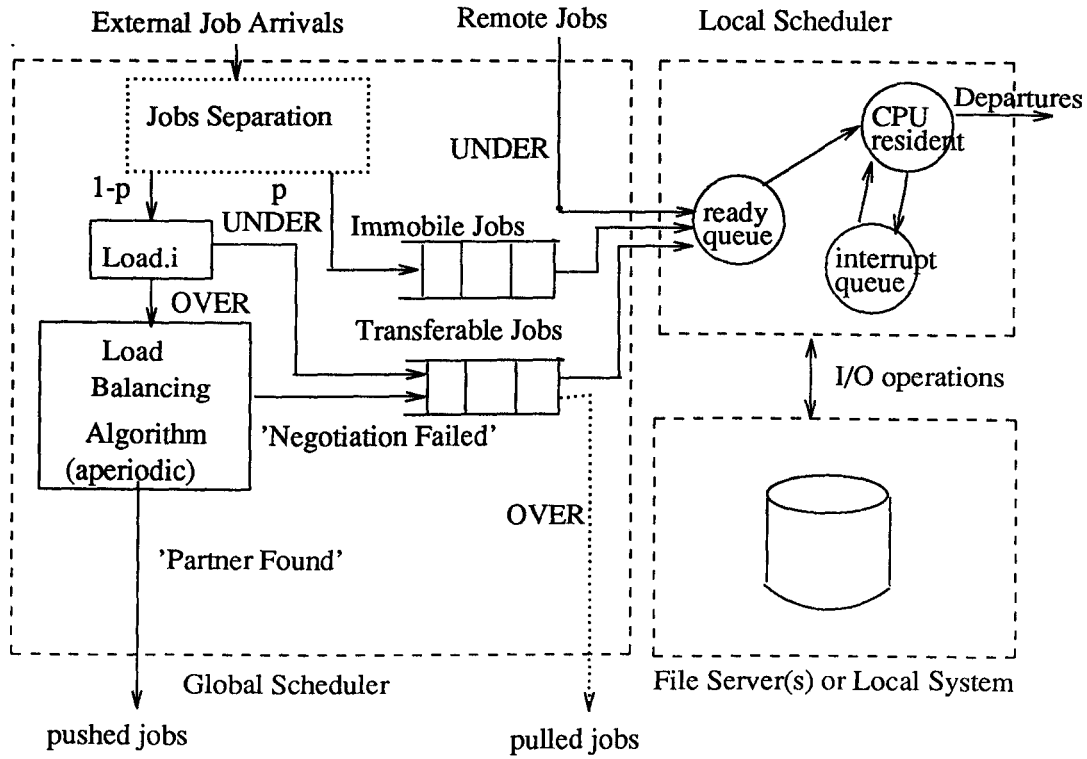 External Job Arrivals
Remote Jobs
Local Scheduler
Jobs Separation
CPU
resident
Departures
UNDER
1-p
p
UNDER
Immobile Jobs
ready
queue
Load.i
interrupt
queue
OVER
Transferable Jobs
Load
Balancing
Algorithm
(aperiodic)
'Negotiation Failed'
I/O operations
OVER
'Partner Found'
Global Scheduler
File Server(s) or Local System
pushed jobs
pulled jobs